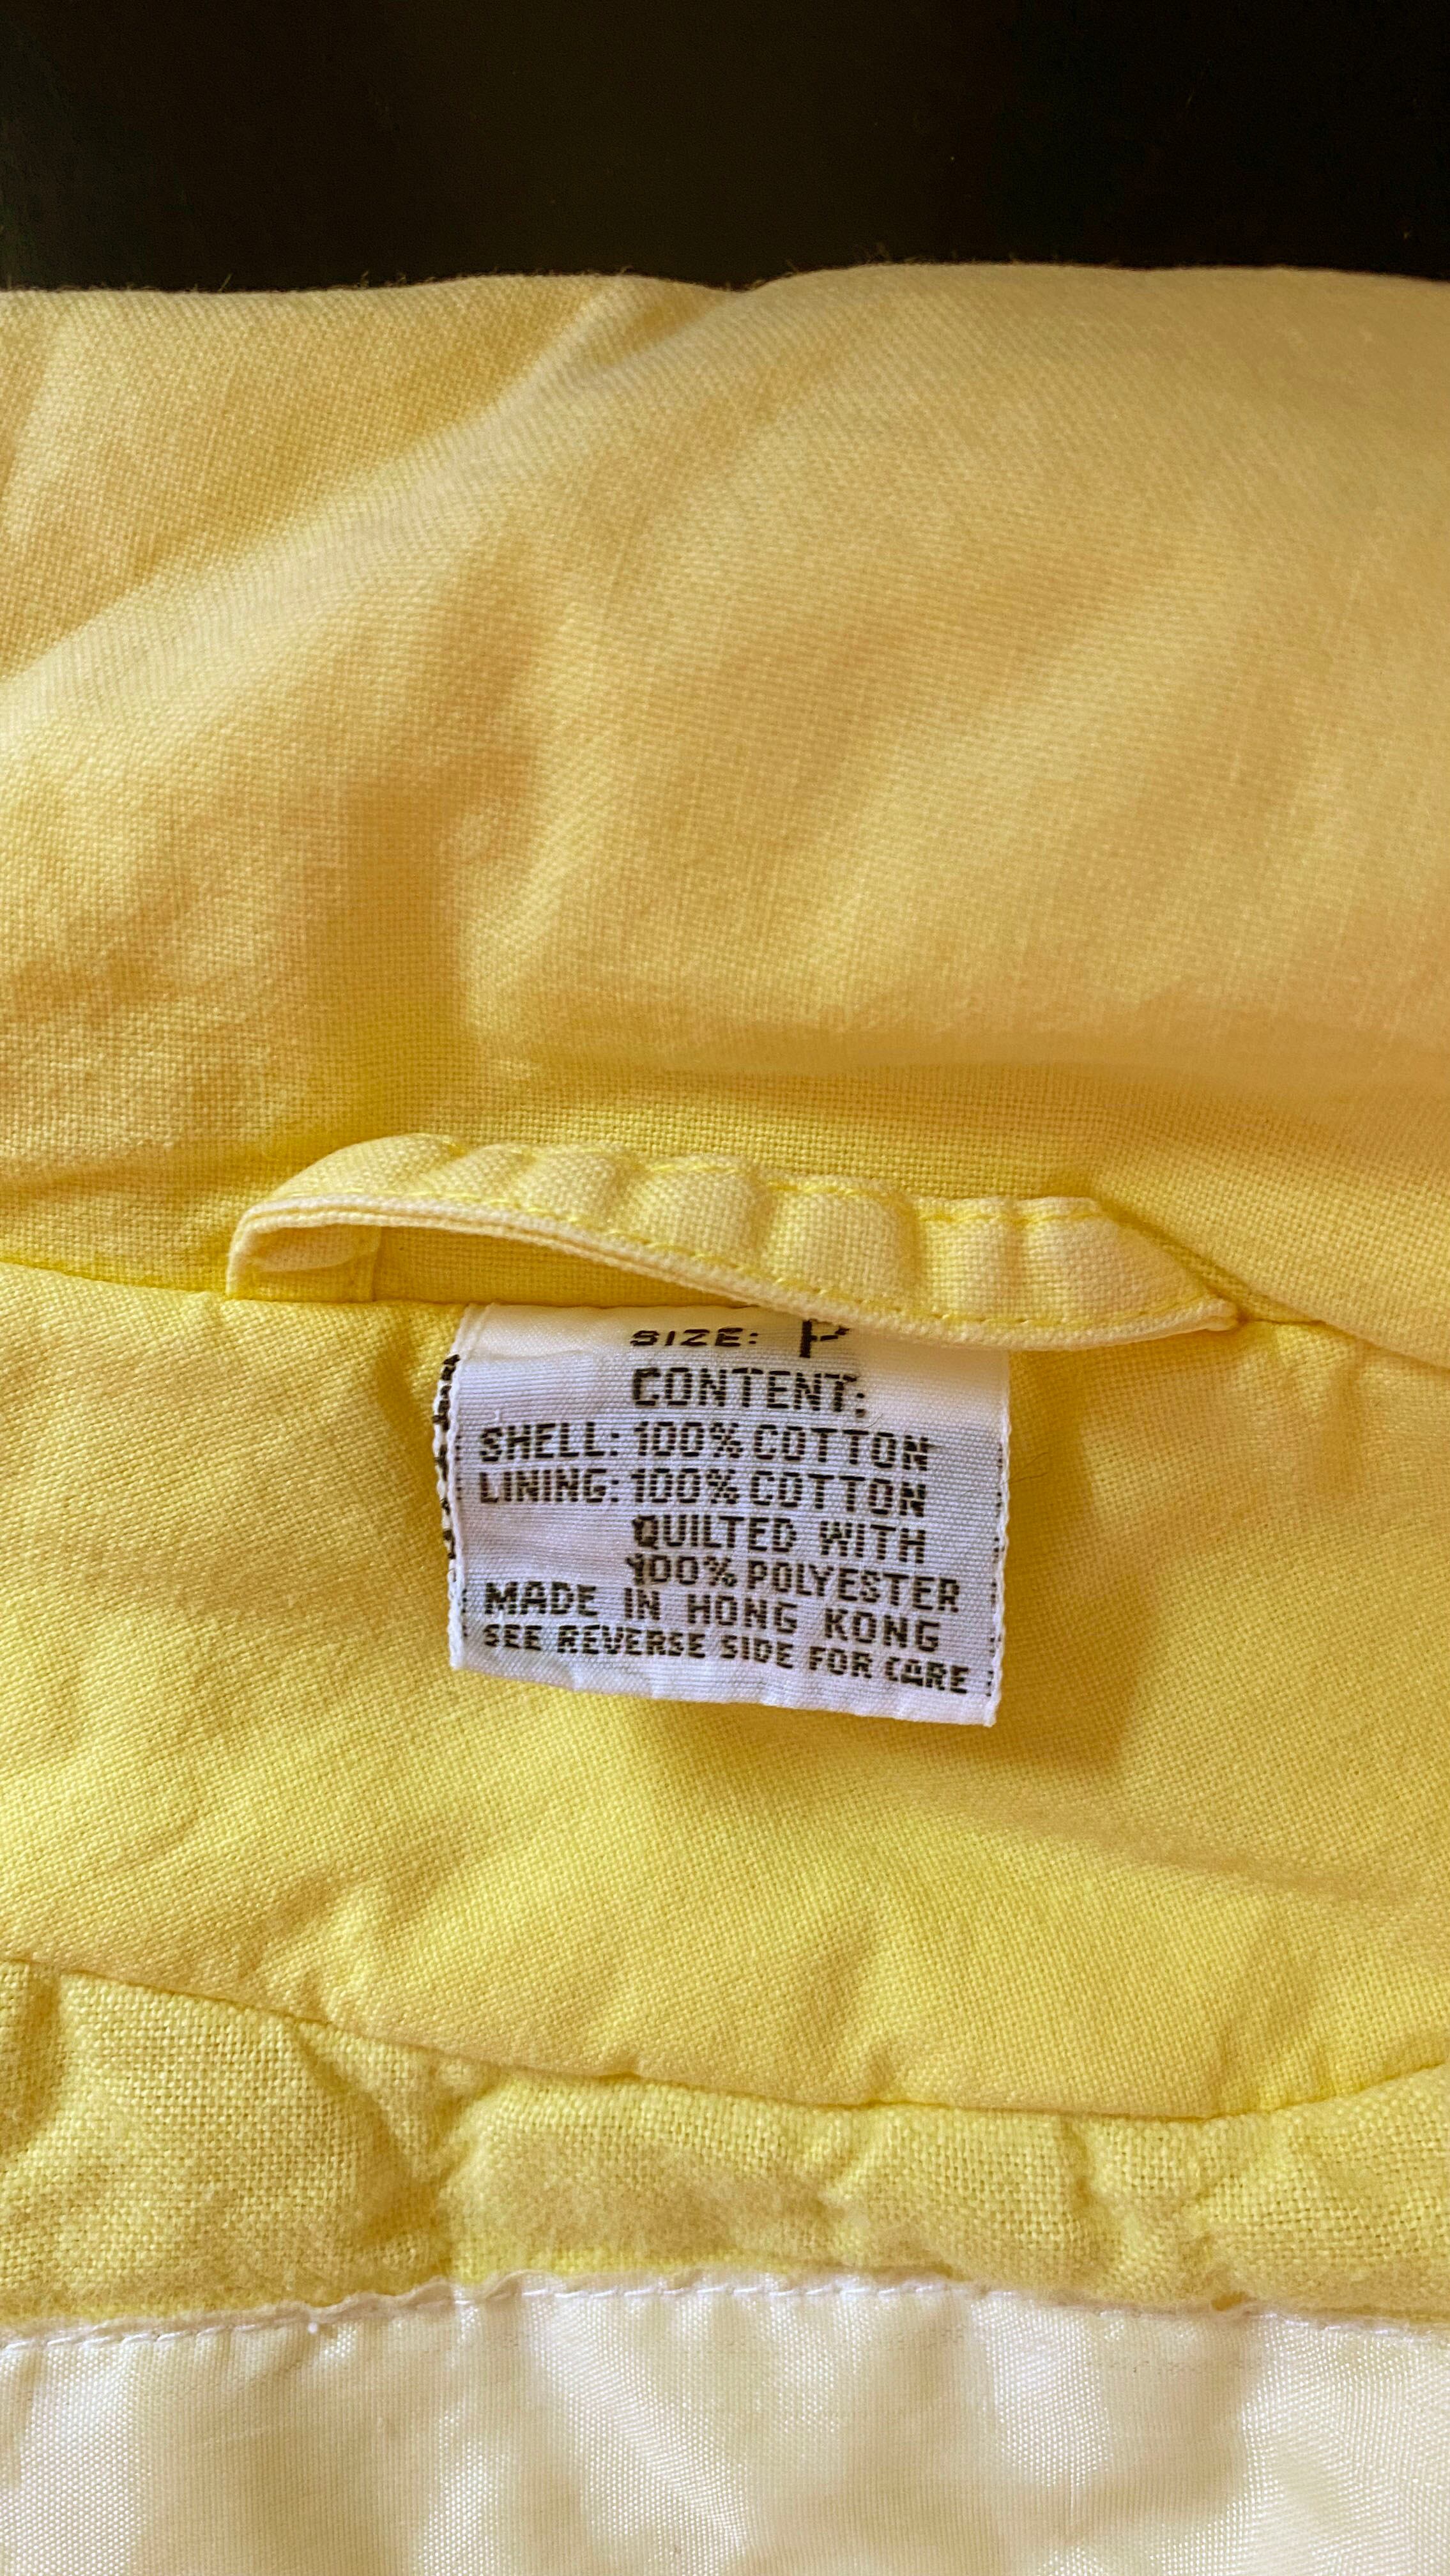 SIZE: P
CONTENT:
SHELL: 100% COTTON
LINING: 100% COTTON
QUILTED WITH
100% POLYESTER
MADE IN HONG KONG
SEE REVERSE SIDE FOR CARE